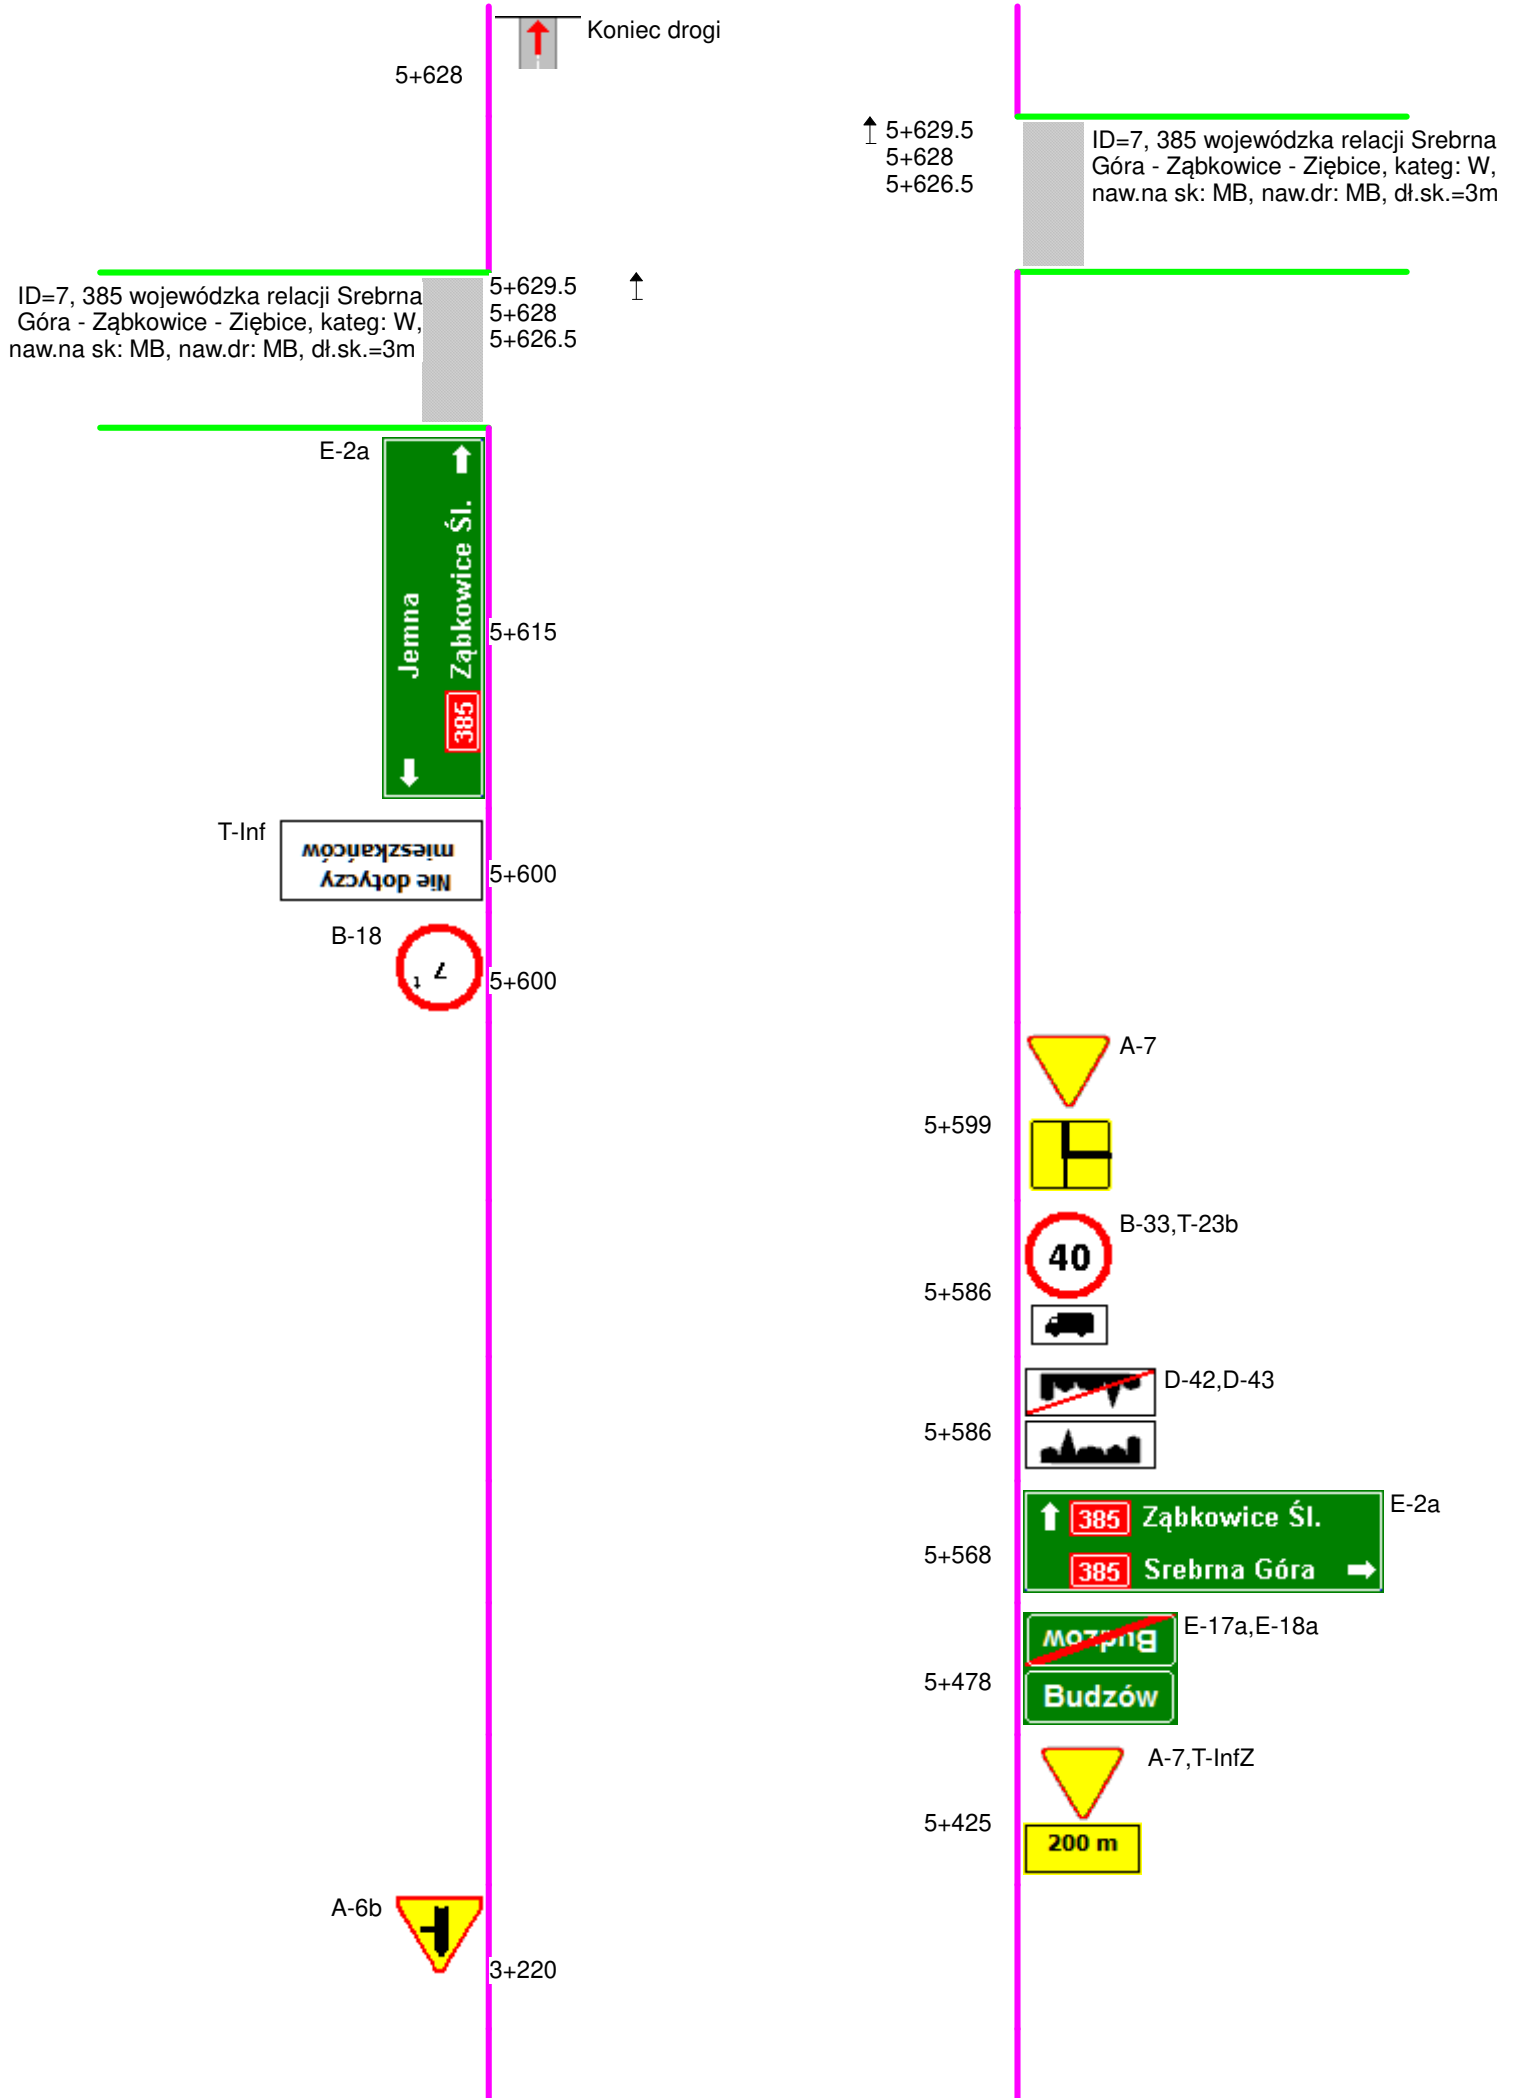 Koniec drogi
5+628
5+629.5
5+628
5+626.5
ID=7, 385 wojewódzka relacji Srebrna
Góra - Ząbkowice - Ziębice, kateg: W,
naw.na sk: MB, naw.dr: MB, dł.sk.=3m
ID=7, 385 wojewódzka relacji Srebrna
Góra - Ząbkowice - Ziębice, kateg: W,
naw.na sk: MB, naw.dr: MB, dł.sk.=3m
5+629.5
5+628
5+626.5
E-2a
Jemna
385 Ząbkowice Śl.
5+615
T-Inf
Nie dotyczy
mieszkańców
5+600
B-18
7 t
5+600
A-7
5+599
B-33,T-23b
40
5+586
D-42,D-43
5+586
385 Ząbkowice Śl.
385 Srebrna Góra
E-2a
5+568
Budzów
E-17a,E-18a
5+478
Budzów
A-7,T-InfZ
5+425
200 m
A-6b
3+220